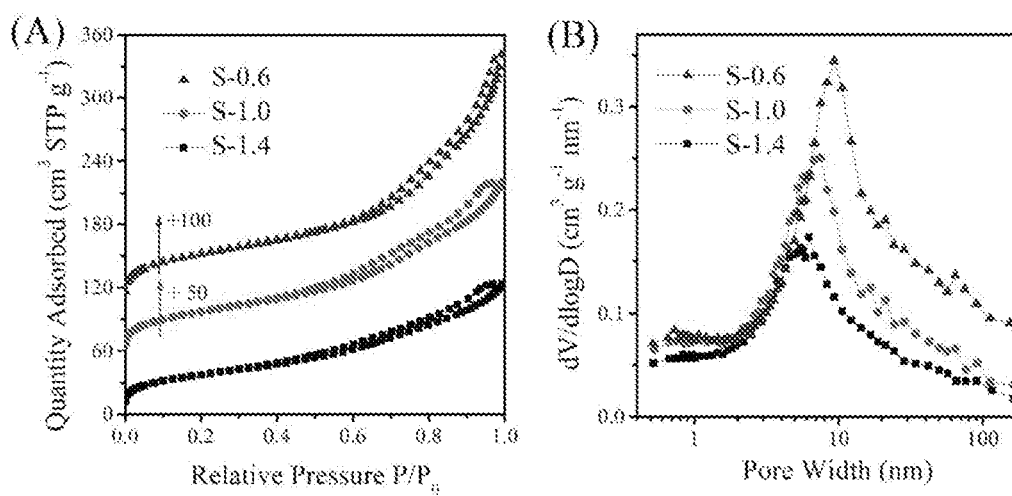 (A)
360
300
240
180
120
60
0
0.0 0.2 0.4 0.6 0.8 1.0
Quantity Adsorbed (cm³ STP g⁻¹)
Relative Pressure P/P₀
S-0.6
S-1.0
S-1.4
+100
+50
(B)
0.3
0.2
0.1
0.0
1 10 100
dV/dlogD (cm³ g⁻¹ nm⁻¹)
Pore Width (nm)
S-0.6
S-1.0
S-1.4